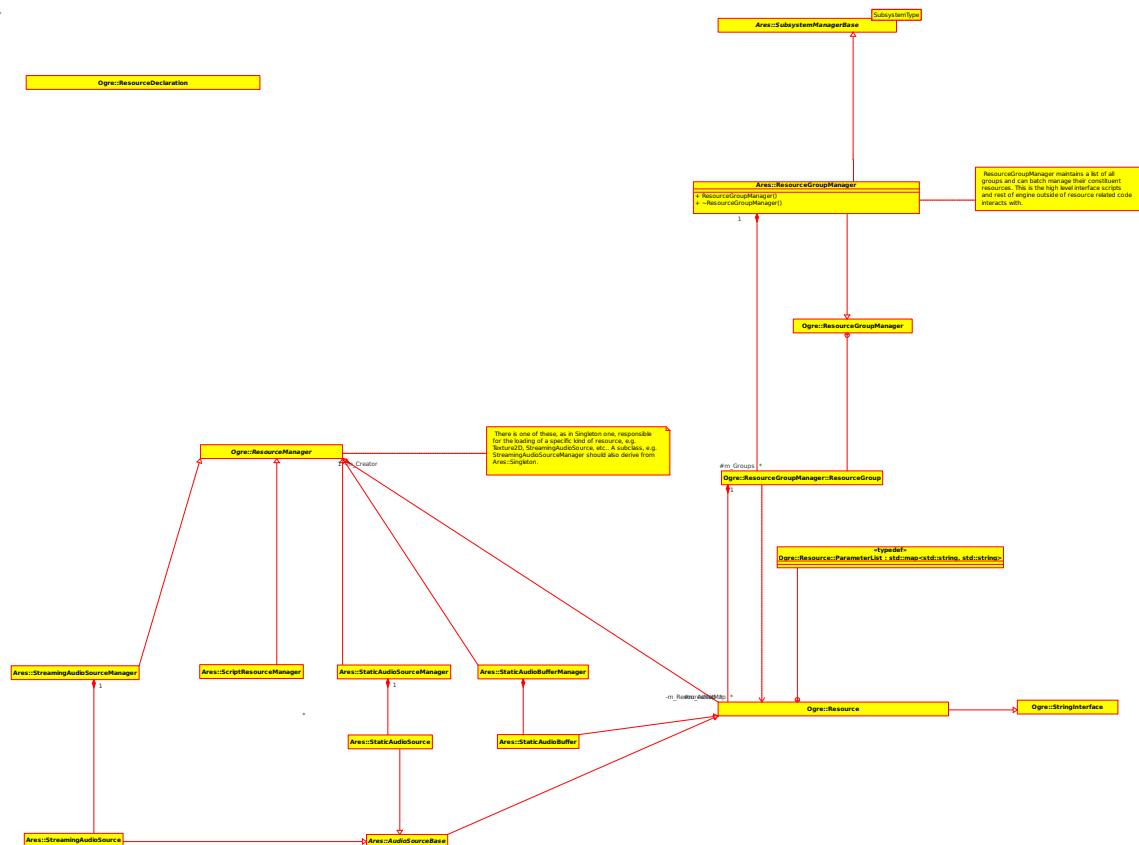 SubsystemType
Ares::SubsystemManagerBase
Ogre::ResourceDeclaration
Ares::ResourceGroupManager
+ ResourceGroupManager()
+ ~ResourceGroupManager()
ResourceGroupManager maintains a list of all
groups and can batch manage their constituent
resources. This is the high level interface scripts
and rest of engine outside of resource related code
interacts with.
1
Ogre::ResourceGroupManager
There is one of these, as in Singleton one, responsible
for the loading of a specific kind of resource, e.g.
Texture2D, StreamingAudioSource, etc.. A subclass, e.g.
StreamingAudioSourceManager should also derive from
Ares::Singleton.
Ogre::ResourceManager
#m_Groups *
Ogre::ResourceGroupManager::ResourceGroup
1
«typedef»
Ogre::Resource::ParameterList : std::map<std::string, std::string>
Ares::StreamingAudioSourceManager
Ares::ScriptResourceManager
Ares::StaticAudioSourceManager
Ares::StaticAudioBufferManager
1
1
*
*
Ogre::Resource
Ogre::StringInterface
Ares::StaticAudioSource
Ares::StaticAudioBuffer
Ares::StreamingAudioSource
Ares::AudioSourceBase